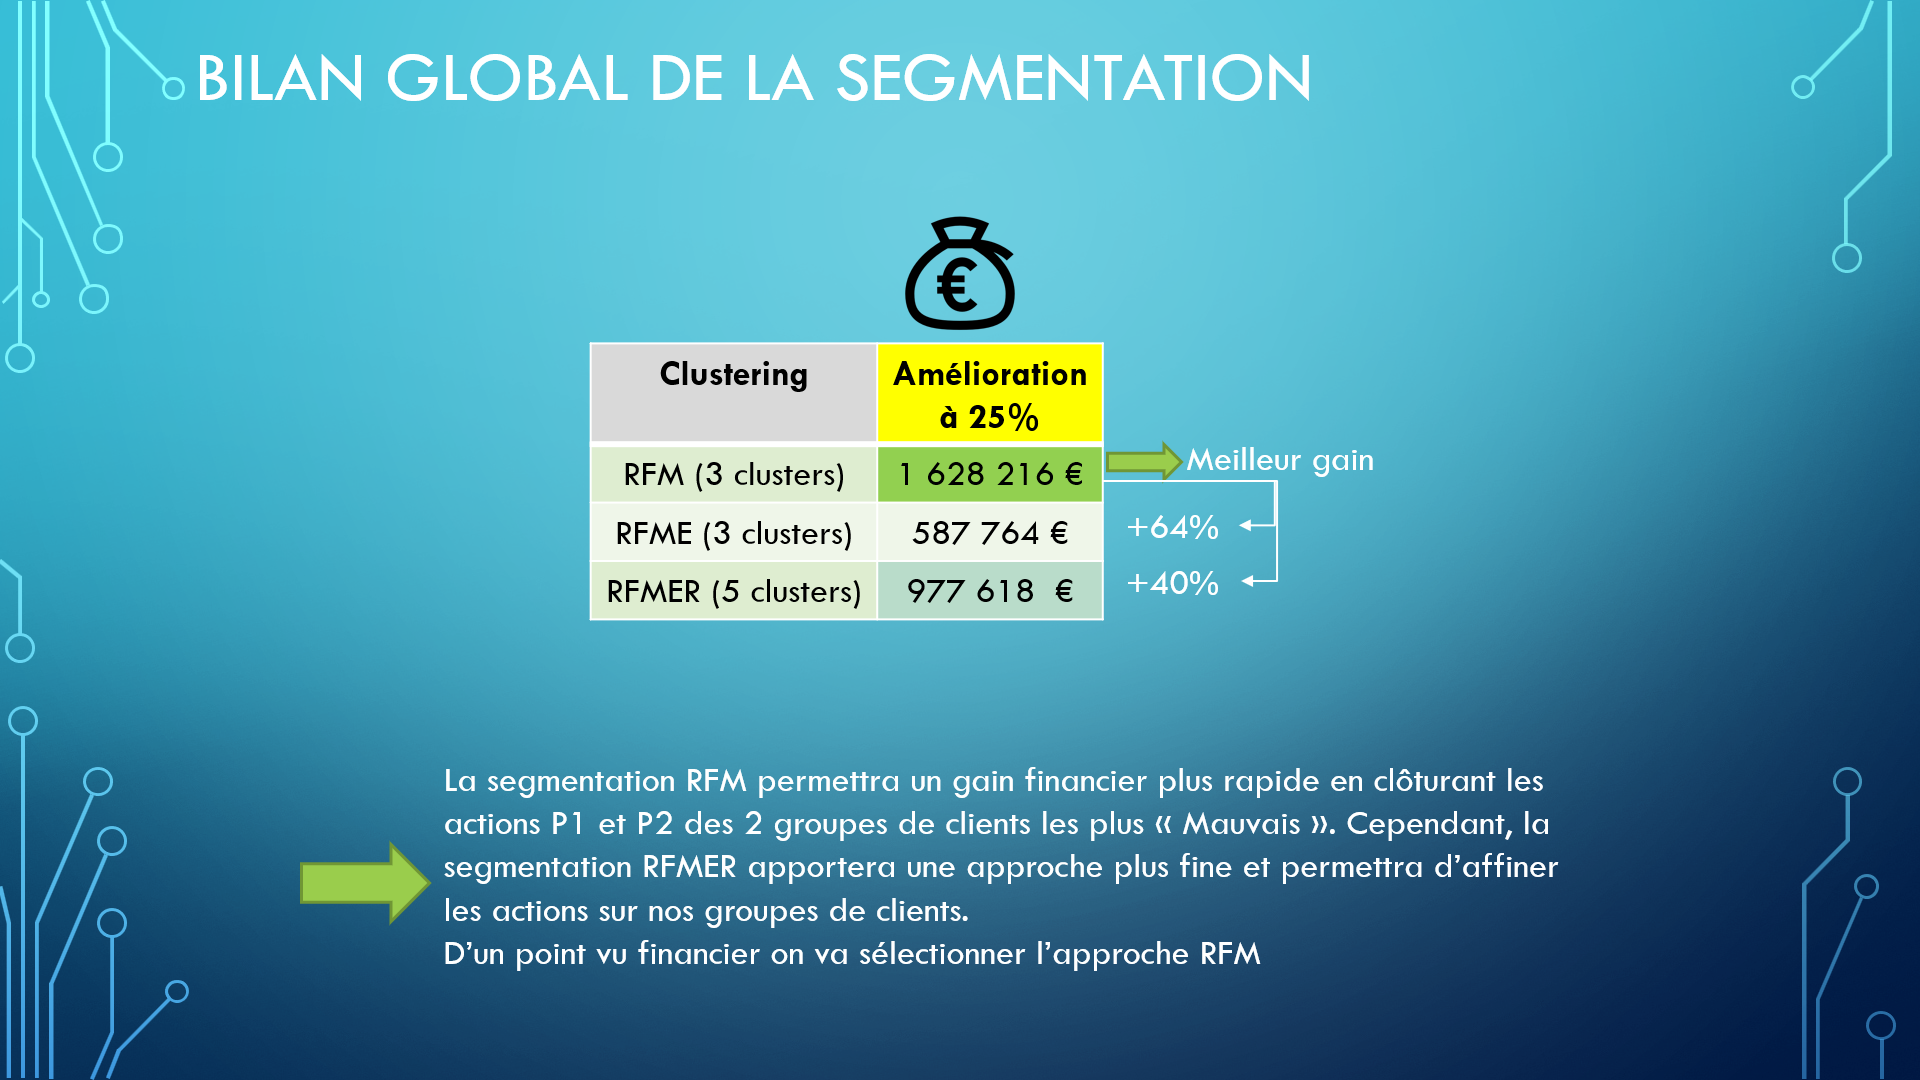 BILAN GLOBAL DE LA SEGMENTATION
€
Clustering
Amélioration
à 25%
RFM (3 clusters)
1 628 216 €
Meilleur gain
RFME (3 clusters)
587 764 €
+64%
RFMER (5 clusters)
977 618 €
+40%
La segmentation RFM permettra un gain financier plus rapide en clôturant les
actions P1 et P2 des 2 groupes de clients les plus « Mauvais ». Cependant, la
segmentation RFMER apportera une approche plus fine et permettra d’affiner
les actions sur nos groupes de clients.
D’un point vu financier on va sélectionner l’approche RFM